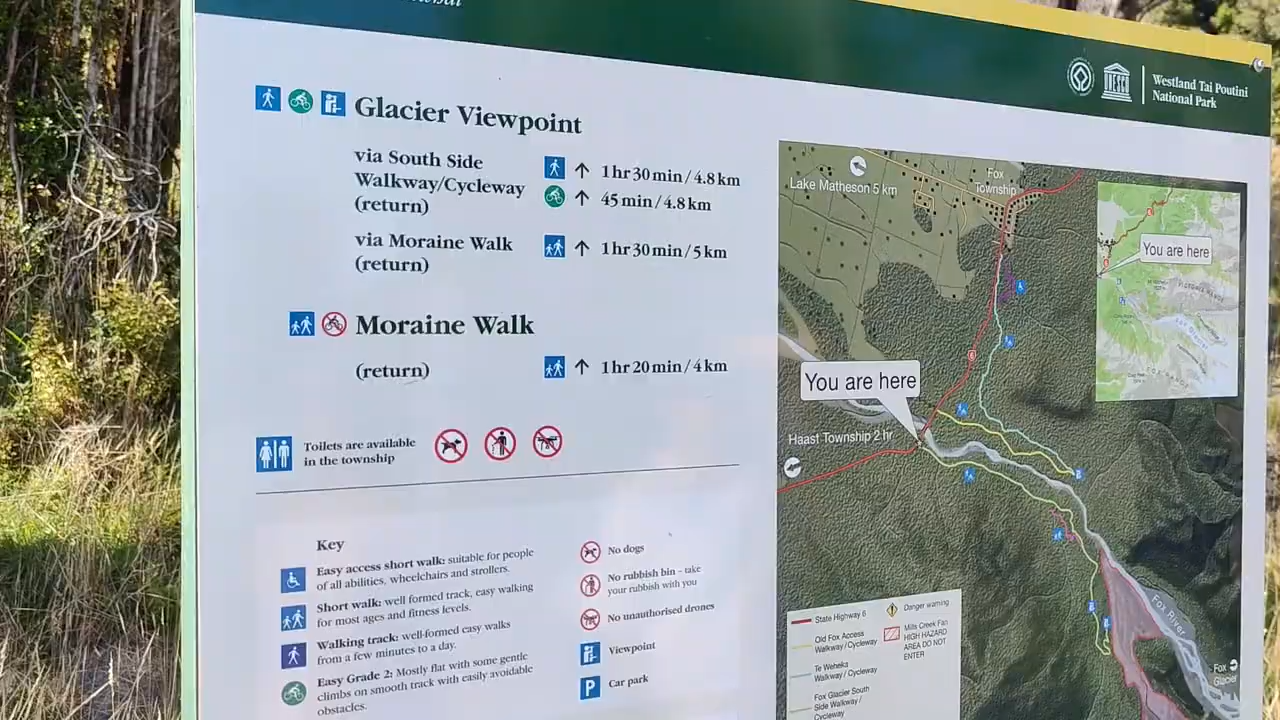 UNESCO
Westland Tai Poutini
National Park
Glacier Viewpoint
via South Side
Walkway/Cycleway
(return)
1 hr 30 min / 4.8 km
45 min / 4.8 km
via Moraine Walk
(return)
1 hr 30 min / 5 km
Moraine Walk
(return)
1 hr 20 min / 4 km
Toilets are available
in the township
Key
Easy access short walk: suitable for people
of all abilities, wheelchairs and strollers.
Short walk: well formed track, easy walking
for most ages and fitness levels.
Walking track: well-formed easy walks
from a few minutes to a day.
Easy Grade 2: Mostly flat with some gentle
climbs on smooth track with easily avoidable
obstacles.
No dogs
No rubbish bin – take
your rubbish with you
No unauthorised drones
Viewpoint
P
Car park
Lake Matheson 5 km
Fox
Township
You are here
6
You are here
Haast Township 2 hr
Fox River
Fox
Glacier
State Highway 6
Old Fox Access
Walkway / Cycleway
Te Weheka
Walkway / Cycleway
Fox Glacier South
Side Walkway /
Cycleway
Danger warning
Mills Creek Fan
HIGH HAZARD
AREA DO NOT
ENTER